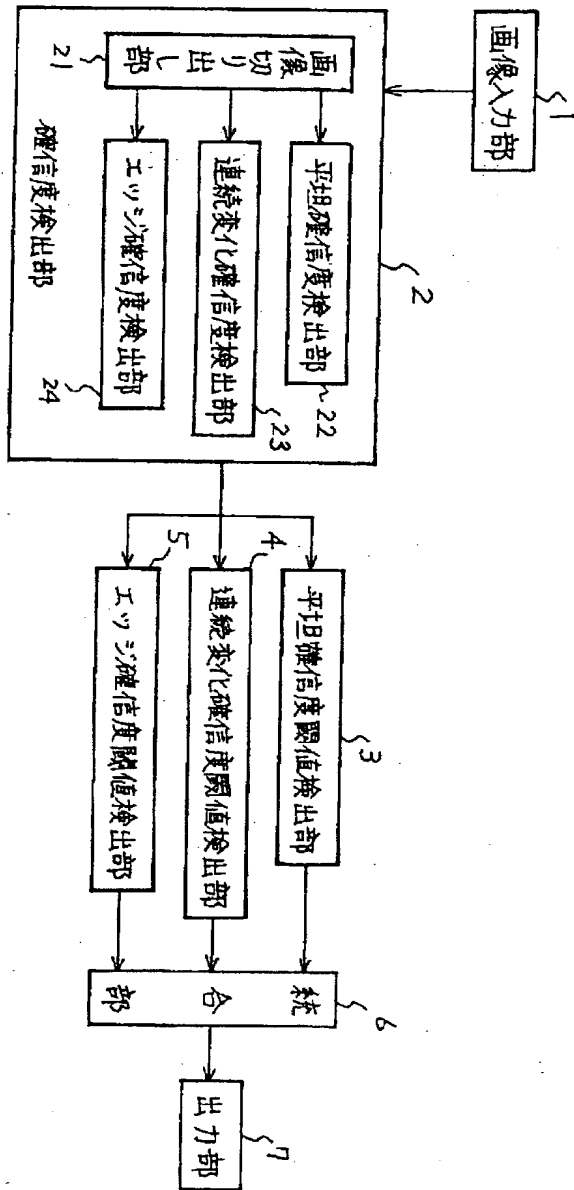 画像入力部
1
確信度検出部
2
画像切り出し部
21
平坦確信度検出部
22
連続変化確信度検出部
23
エッジ確信度検出部
24
平坦確信度閾値検出部
3
連続変化確信度閾値検出部
4
エッジ確信度閾値検出部
5
統合部
6
出力部
7